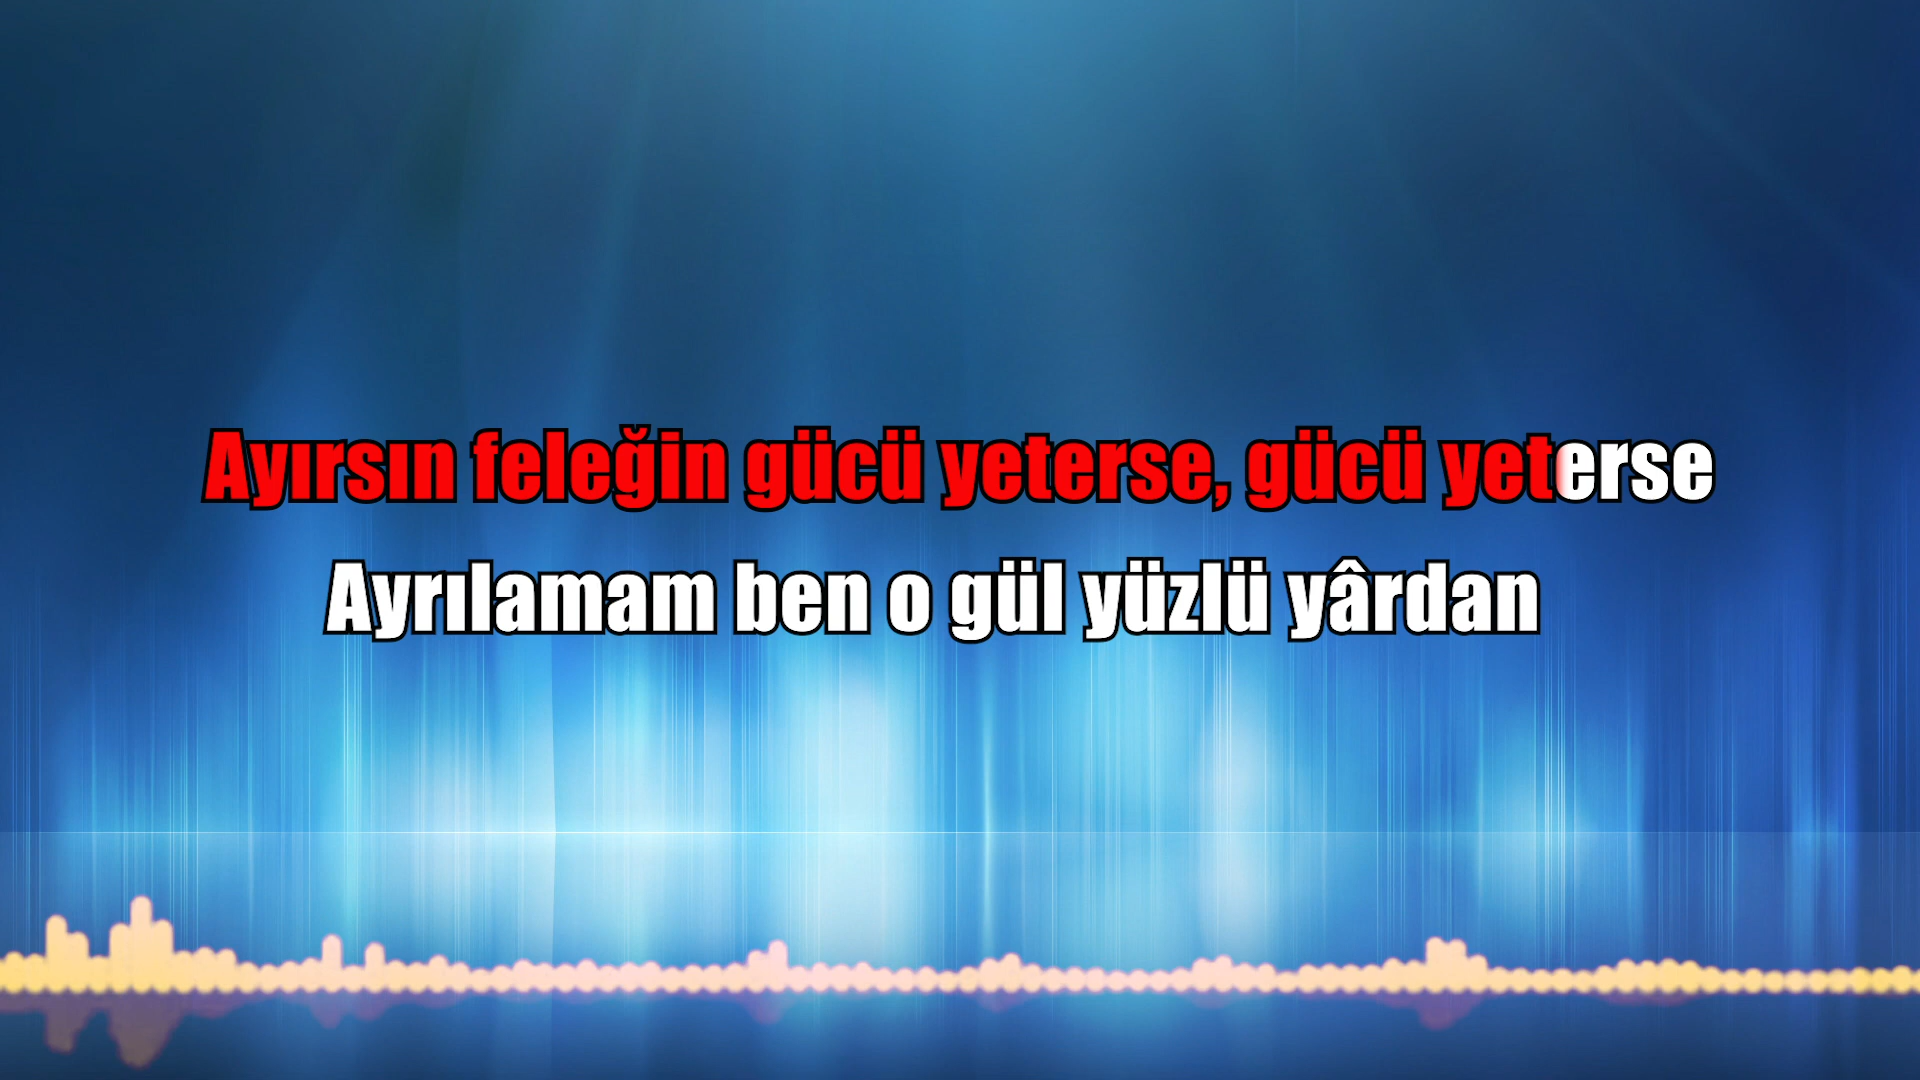 Ayırsın feleğin gücü yeterse, gücü yeterse
Ayrılamam ben o gül yüzlü yârdan